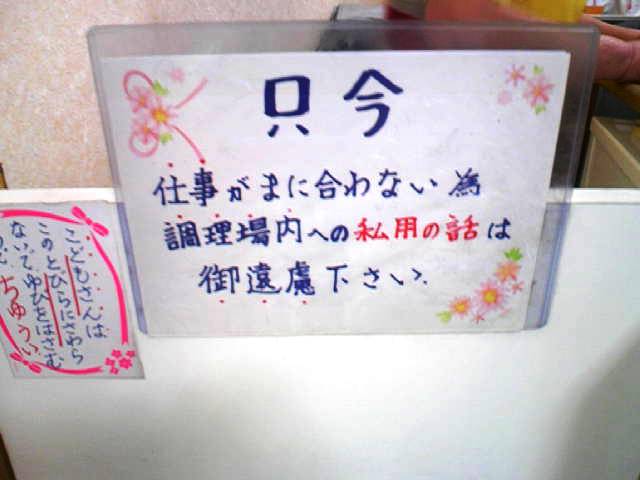 只今
仕事がまに合わない為
調理場内への私用の話は
御遠慮下さい.
こどもさんは
このとびらにさわら
ないで ゆびをはさむ
ちゅうい